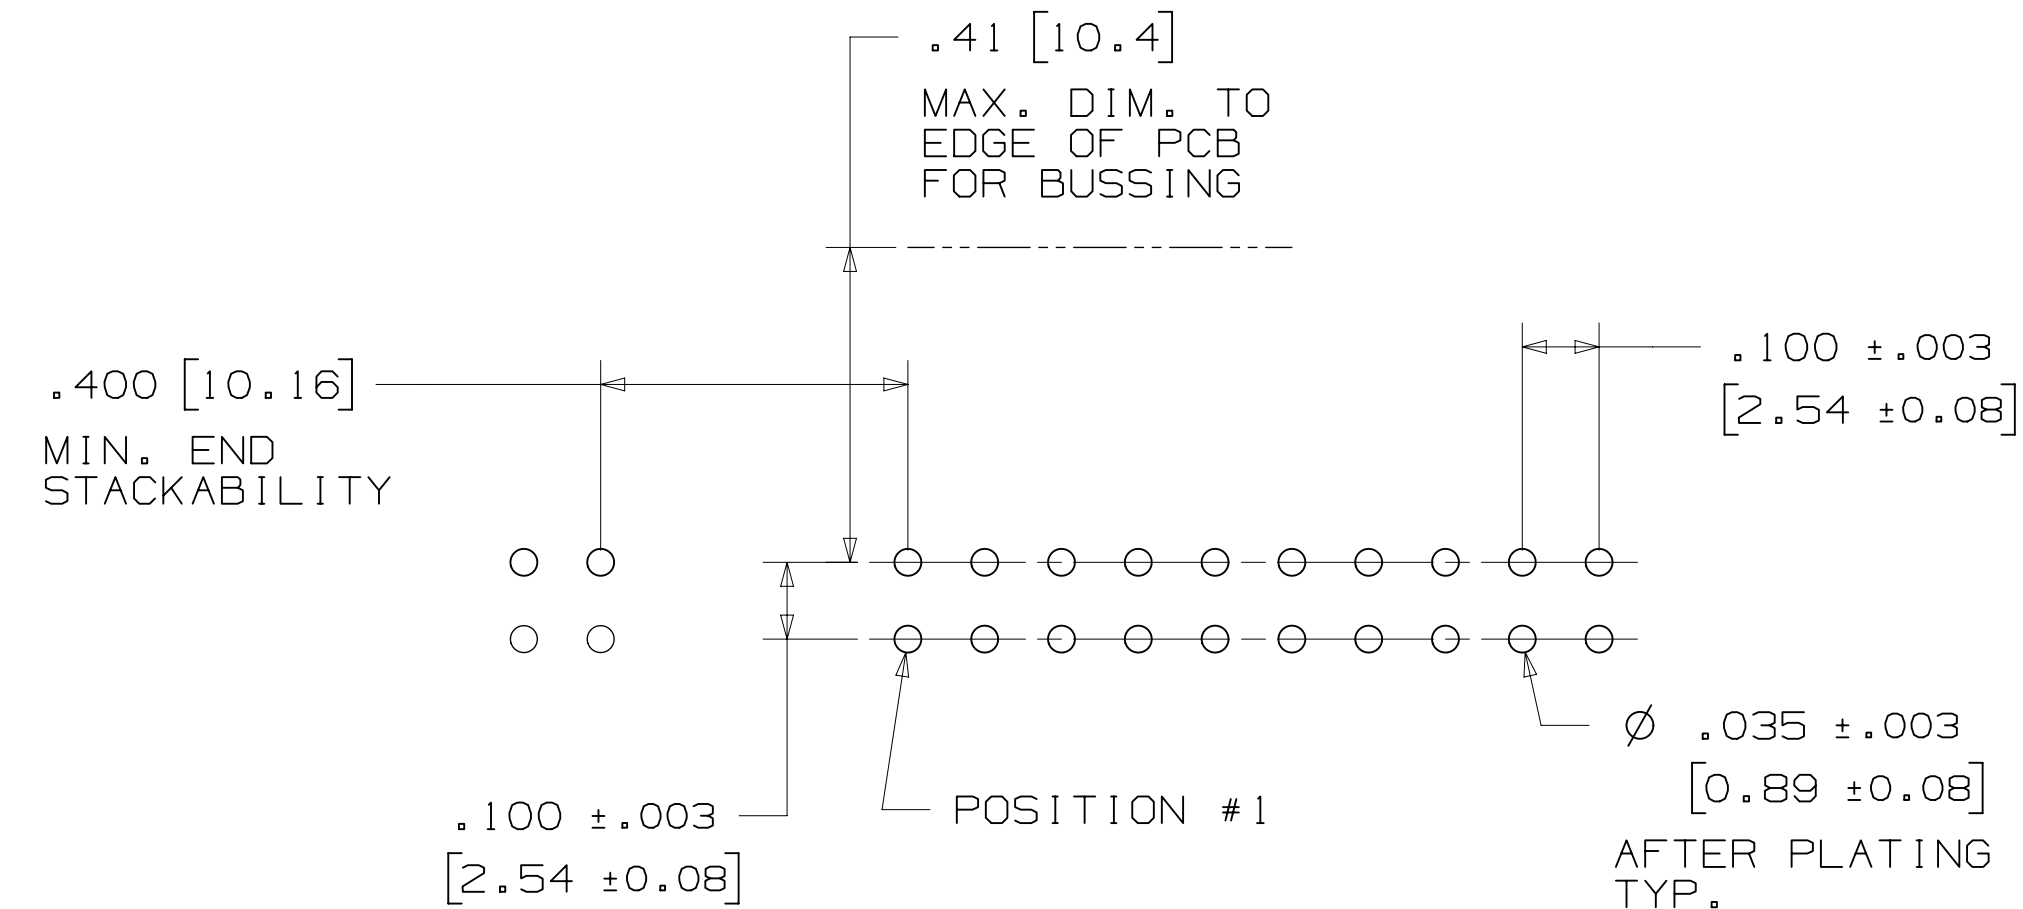 .41 [10.4]
MAX. DIM. TO
EDGE OF PCB
FOR BUSSING
.400 [10.16]
MIN. END
STACKABILITY
.100 ±.003
[2.54 ±0.08]
Ø .035 ±.003
[0.89 ±0.08]
AFTER PLATING
TYP.
POSITION #1
.100 ±.003
[2.54 ±0.08]